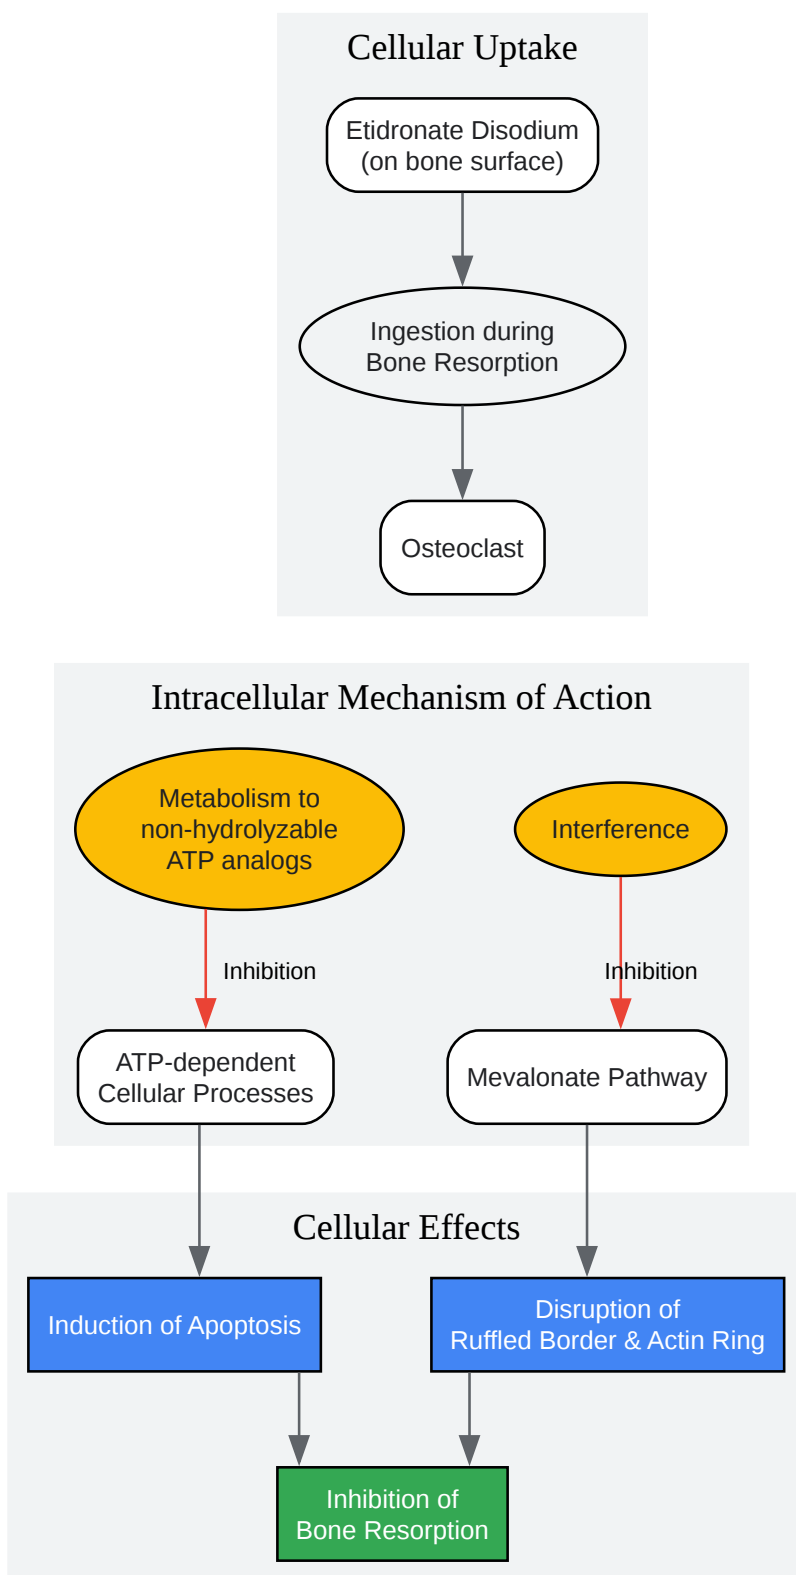 Cellular Uptake
Etidronate Disodium
(on bone surface)
Ingestion during
Bone Resorption
Osteoclast
Intracellular Mechanism of Action
Metabolism to
non-hydrolyzable
ATP analogs
Interference
Inhibition
Inhibition
ATP-dependent
Cellular Processes
Mevalonate Pathway
Cellular Effects
Induction of Apoptosis
Disruption of
Ruffled Border & Actin Ring
Inhibition of
Bone Resorption